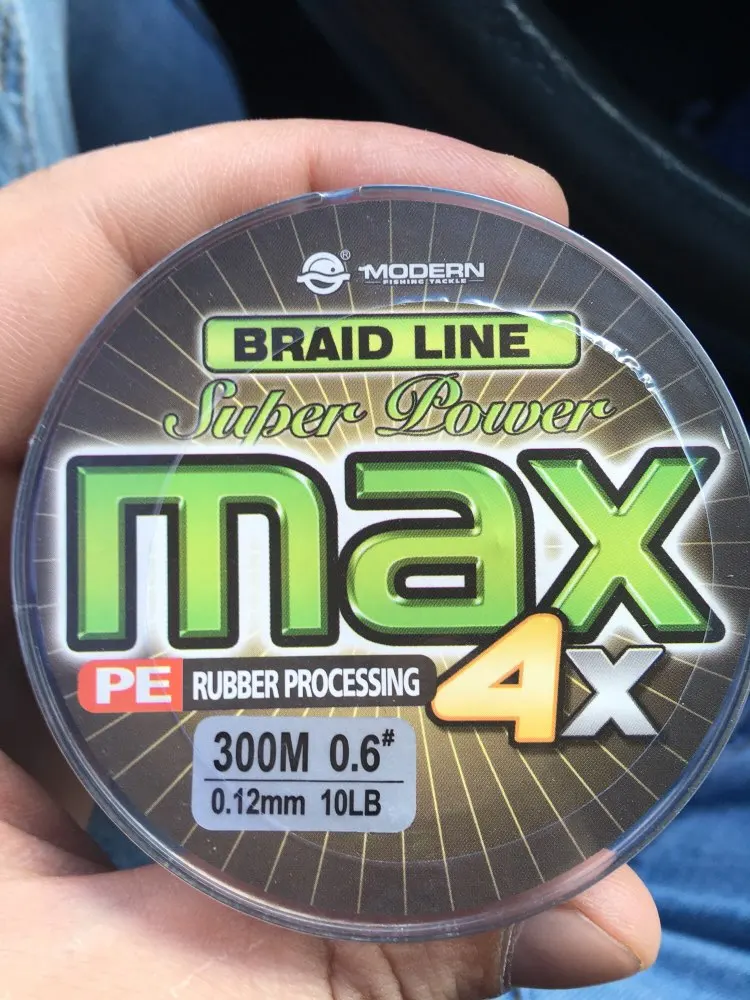 ®
MODERN
FISHING TACKLE
BRAID LINE
Super Power
max
4x
PE RUBBER PROCESSING
300M 0.6#
0.12mm 10LB